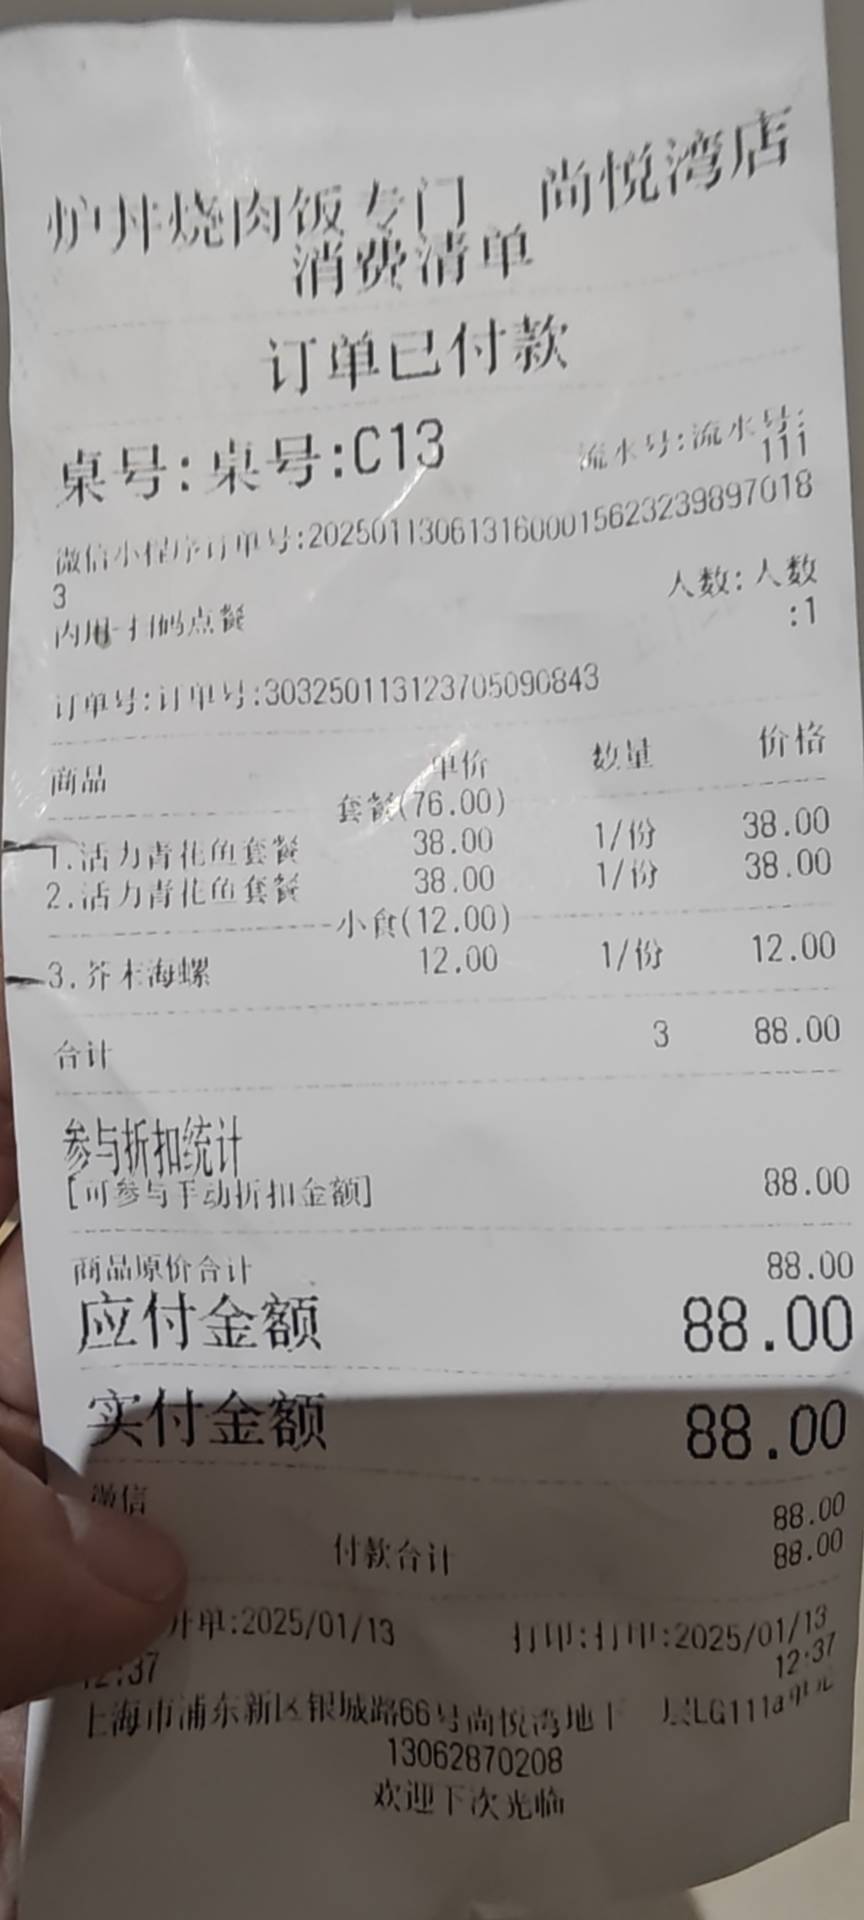 炉丼烧肉饭专门 尚悦湾店
消费清单
订单已付款
桌号:桌号:C13 流水号:流水号:
111
微信小程序订单号:2025011306131600015623239897018
3
内用-扫码点餐 人数:人数
:1
订单号:订单号:303250113123705090843
商品 单价 数量 价格
套餐(76.00)
1.活力青花鱼套餐 38.00 1/份 38.00
2.活力青花鱼套餐 38.00 1/份 38.00
小食(12.00)
3.芥末海螺 12.00 1/份 12.00
合计 3 88.00
参与折扣统计
[可参与手动折扣金额] 88.00
商品原价合计 88.00
应付金额 88.00
实付金额 88.00
微信 88.00
付款合计 88.00
开单:2025/01/13 打印:打印:2025/01/13
12:37 12:37
上海市浦东新区银城路66号尚悦湾地下一层LG111a单元
13062870208
欢迎下次光临